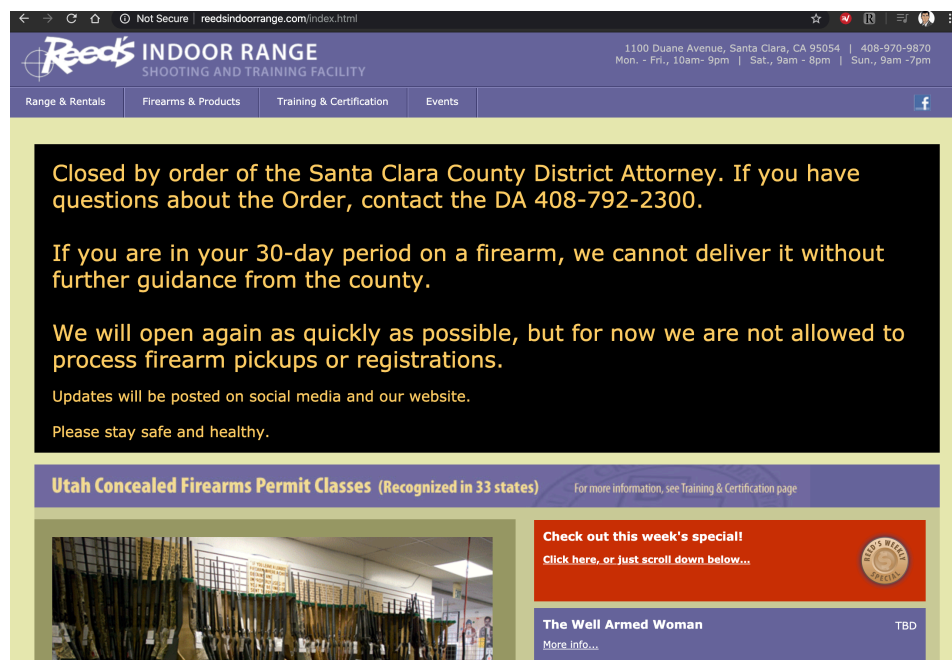 Not Secure | reedsindoorrange.com/index.html
Reed's INDOOR RANGE
SHOOTING AND TRAINING FACILITY
1100 Duane Avenue, Santa Clara, CA 95054 | 408-970-9870
Mon. - Fri., 10am- 9pm | Sat., 9am - 8pm | Sun., 9am -7pm
Range & Rentals Firearms & Products Training & Certification Events
Closed by order of the Santa Clara County District Attorney. If you have
questions about the Order, contact the DA 408-792-2300.
If you are in your 30-day period on a firearm, we cannot deliver it without
further guidance from the county.
We will open again as quickly as possible, but for now we are not allowed to
process firearm pickups or registrations.
Updates will be posted on social media and our website.
Please stay safe and healthy.
Utah Concealed Firearms Permit Classes (Recognized in 33 states) For more information, see Training & Certification page
Check out this week's special!
Click here, or just scroll down below...
REED'S WEEKLY
SPECIAL
The Well Armed Woman TBD
More info...